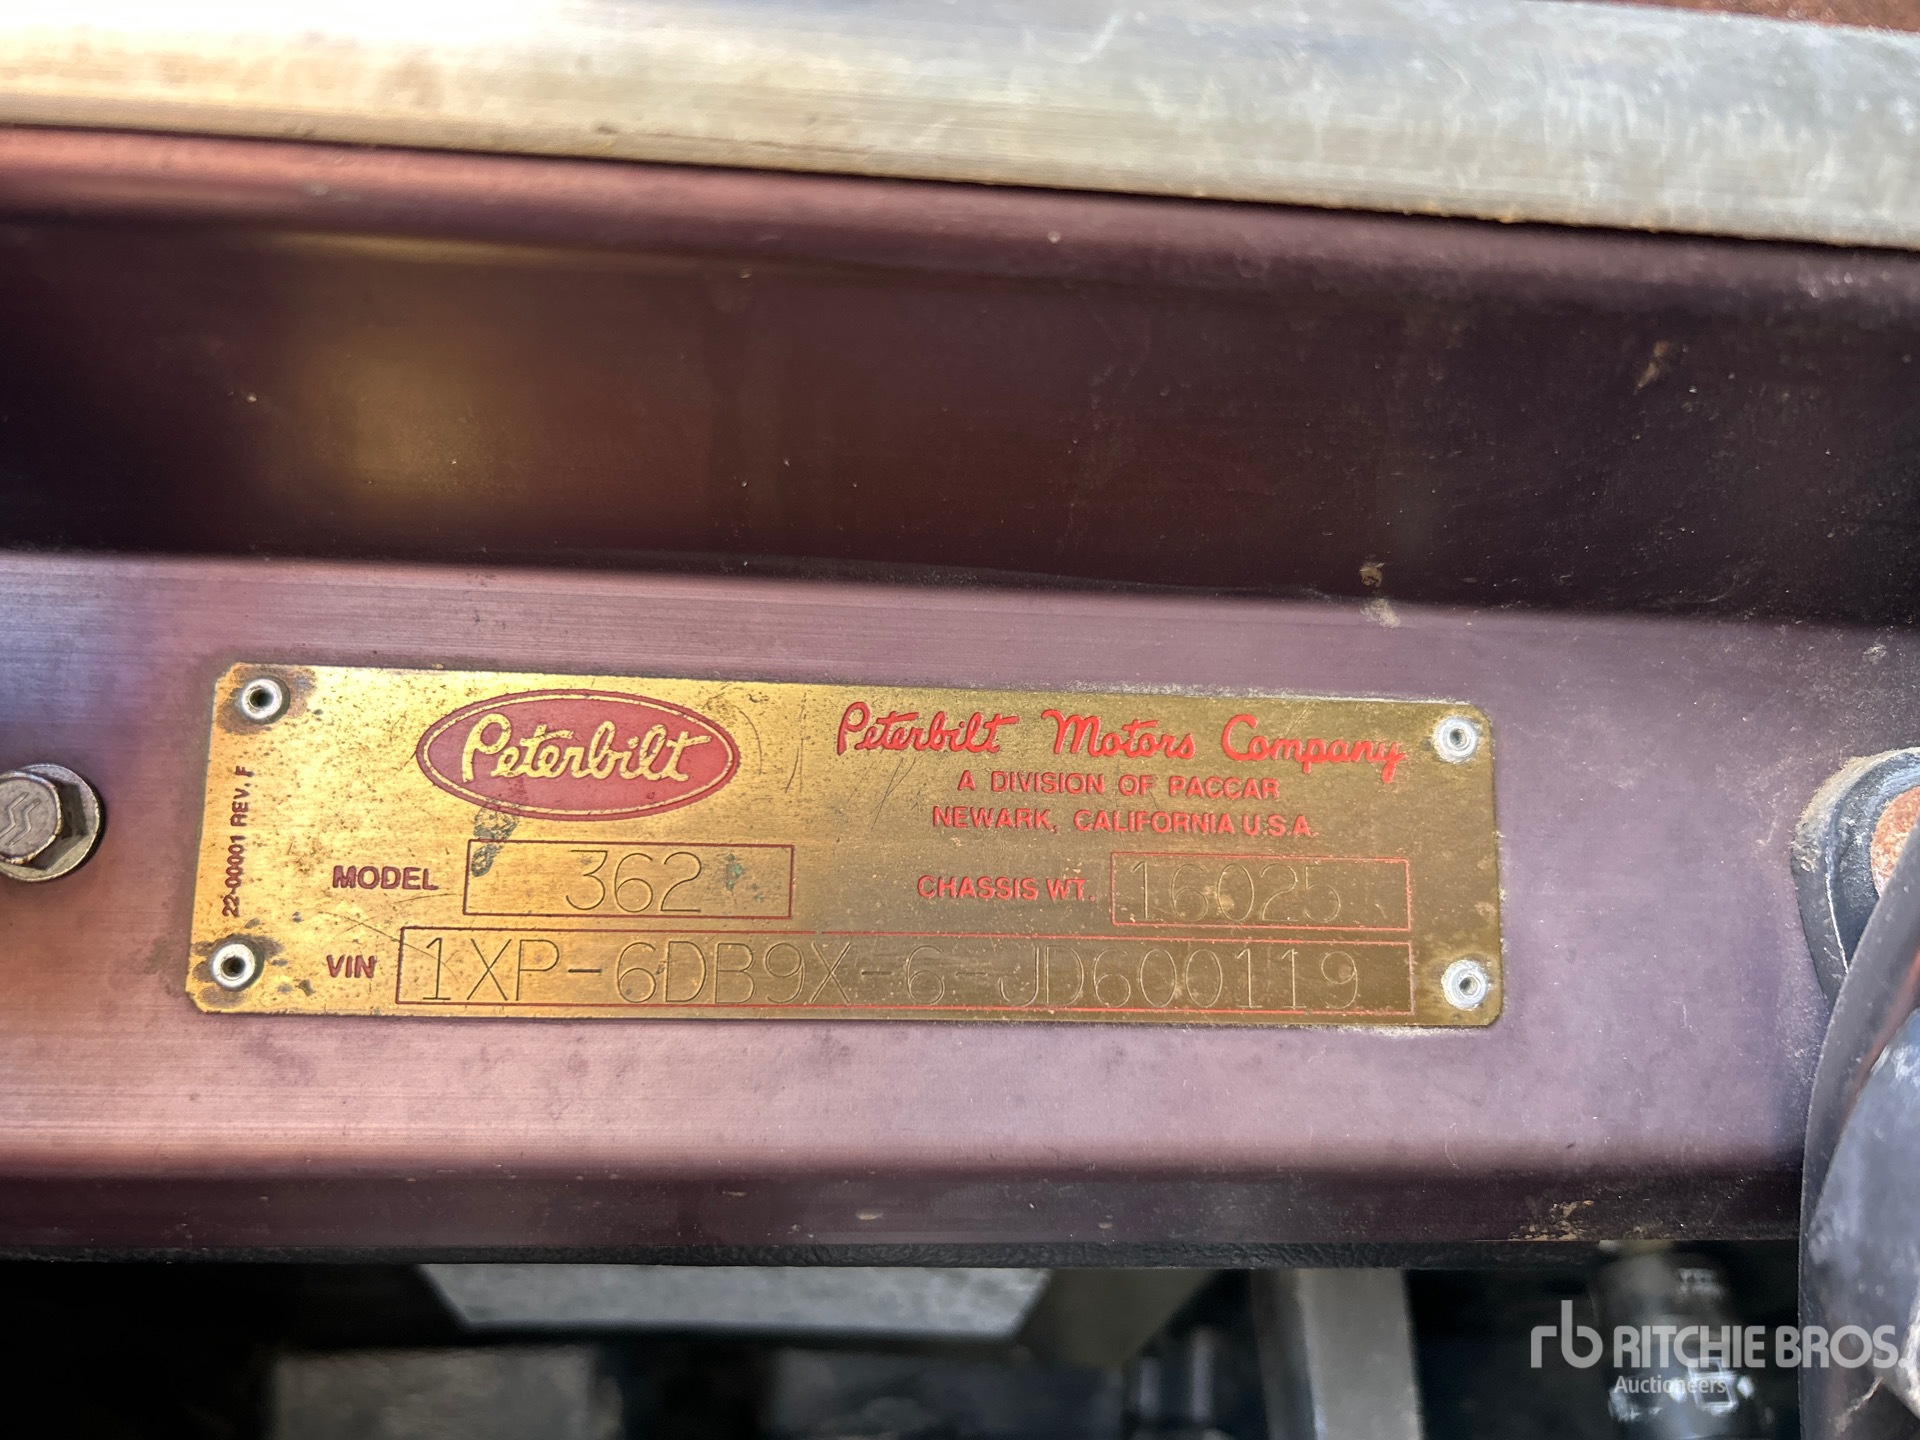 Peterbilt
Peterbilt Motors Company
A DIVISION OF PACCAR
NEWARK, CALIFORNIA U.S.A.
22-00001 REV. F
MODEL 362
CHASSIS WT. 16025
VIN 1XP-6DB9X-6-JD600119
rb RITCHIE BROS.
Auctioneers